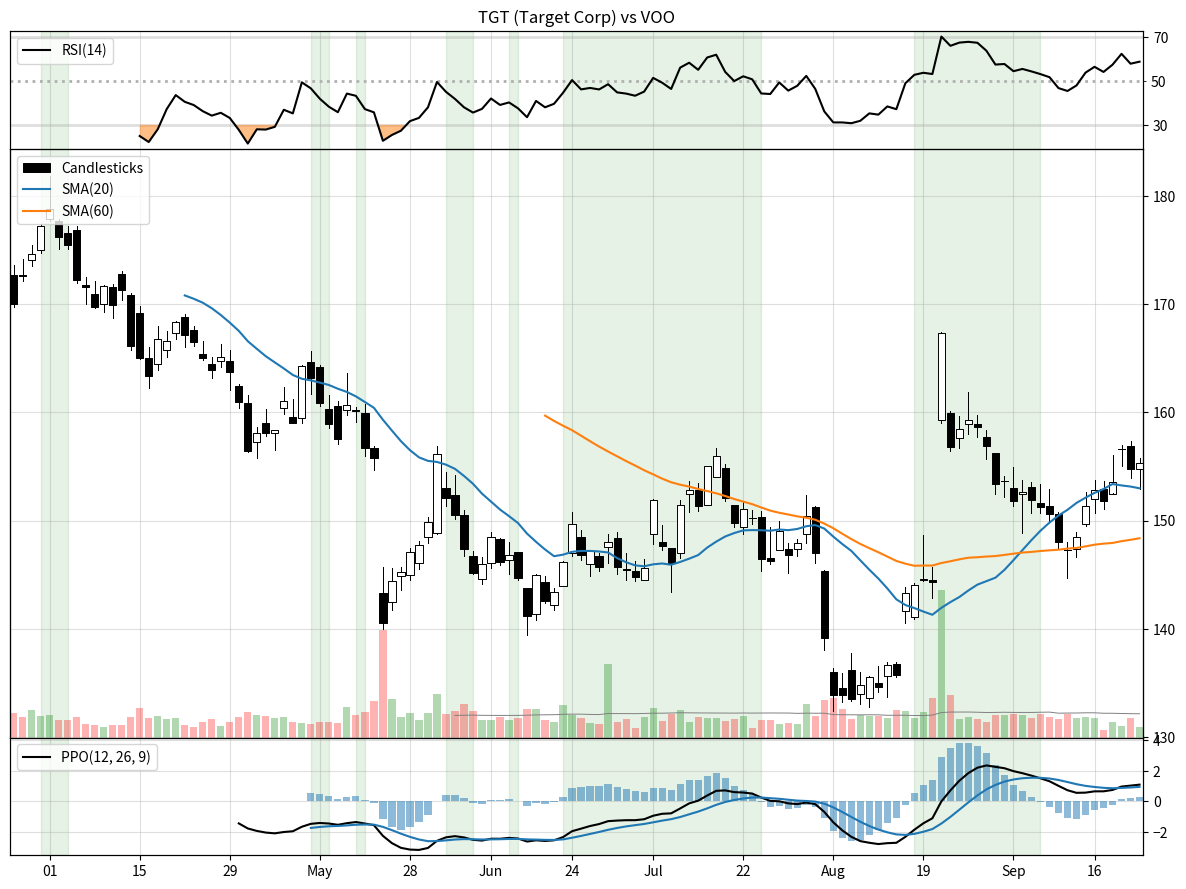 TGT (Target Corp) vs VOO
RSI(14)
70
50
30
Candlesticks
SMA(20)
SMA(60)
180
170
160
150
140
130
PPO(12, 26, 9)
4
2
0
−2
01 15 29 May 28 Jun 24 Jul 22 Aug 19 Sep 16